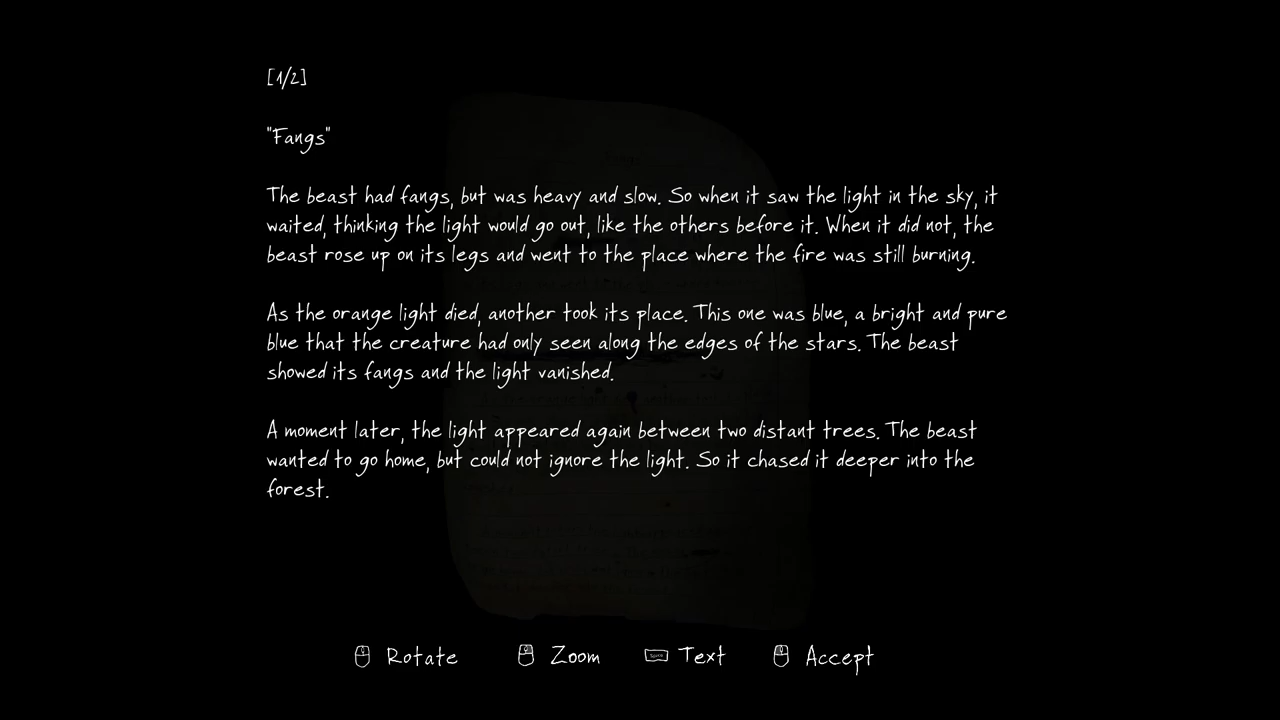 [1/2]
"Fangs"
The beast had fangs, but was heavy and slow. So when it saw the light in the sky, it
waited, thinking the light would go out, like the others before it. When it did not, the
beast rose up on its legs and went to the place where the fire was still burning.
As the orange light died, another took its place. This one was blue, a bright and pure
blue that the creature had only seen along the edges of the stars. The beast
showed its fangs and the light vanished.
A moment later, the light appeared again between two distant trees. The beast
wanted to go home, but could not ignore the light. So it chased it deeper into the
forest.
Rotate Zoom Text Accept